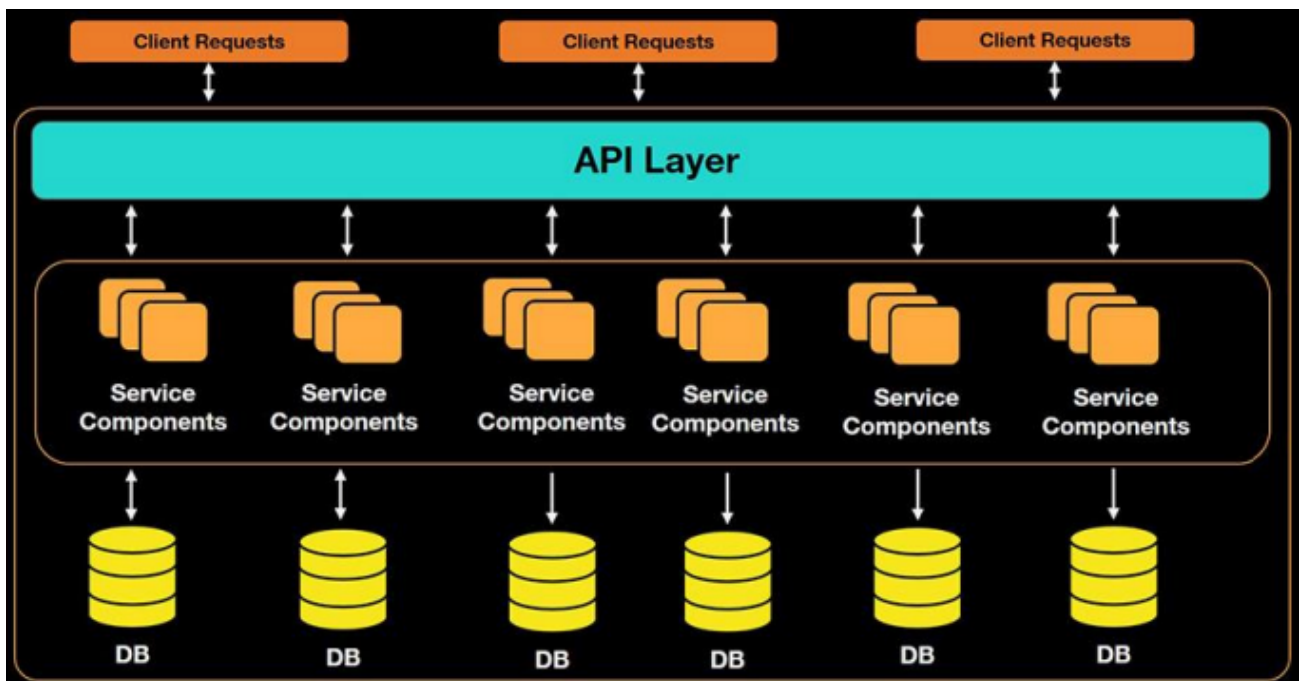 Client Requests
Client Requests
Client Requests
API Layer
Service
Components
Service
Components
Service
Components
Service
Components
Service
Components
Service
Components
DB
DB
DB
DB
DB
DB